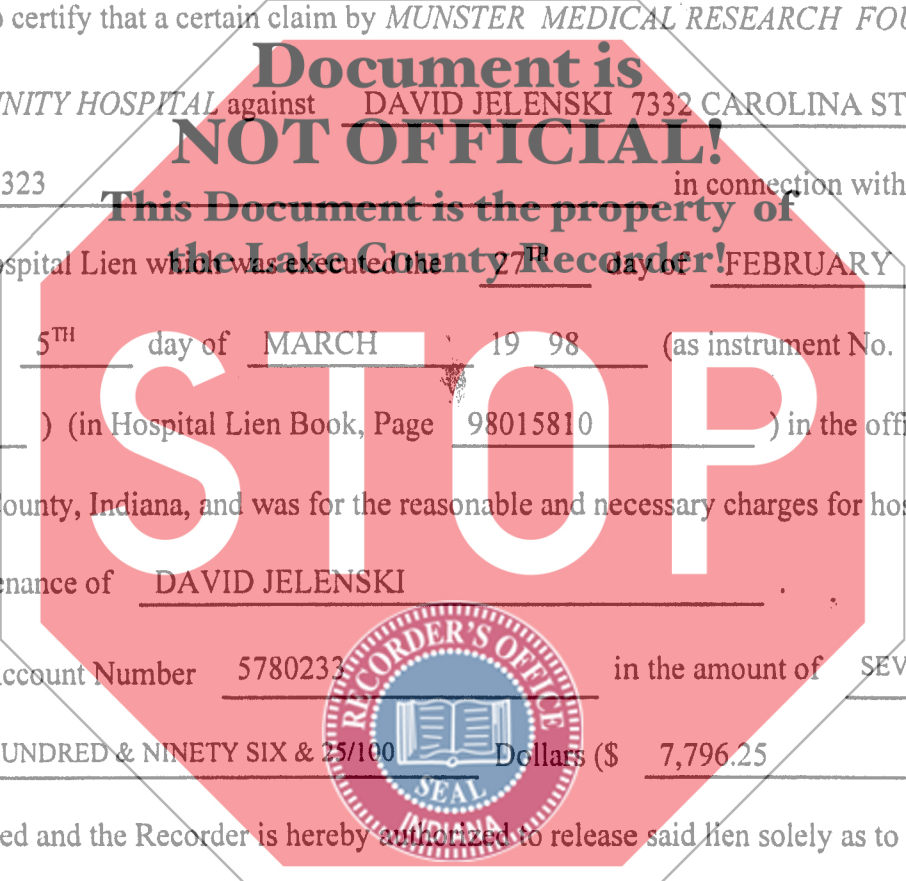 o certify that a certain claim by MUNSTER MEDICAL RESEARCH FOU
Document is
NITY HOSPITAL against DAVID JELENSKI 7332 CAROLINA ST
NOT OFFICIAL!
323 in connection with
This Document is the property of
the Lake County Recorder!
spital Lien which was executed the 27TH day of FEBRUARY
5TH day of MARCH , 19 98 (as instrument No.
) (in Hospital Lien Book, Page 98015810 ) in the offi
County, Indiana, and was for the reasonable and necessary charges for hos
STOP
enance of DAVID JELENSKI .
ccount Number 5780233 in the amount of SEV
UNDRED & NINETY SIX & 25/100 Dollars ($ 7,796.25
RECORDER'S OFFICE
SEAL
INDIANA
ed and the Recorder is hereby authorized to release said lien solely as to